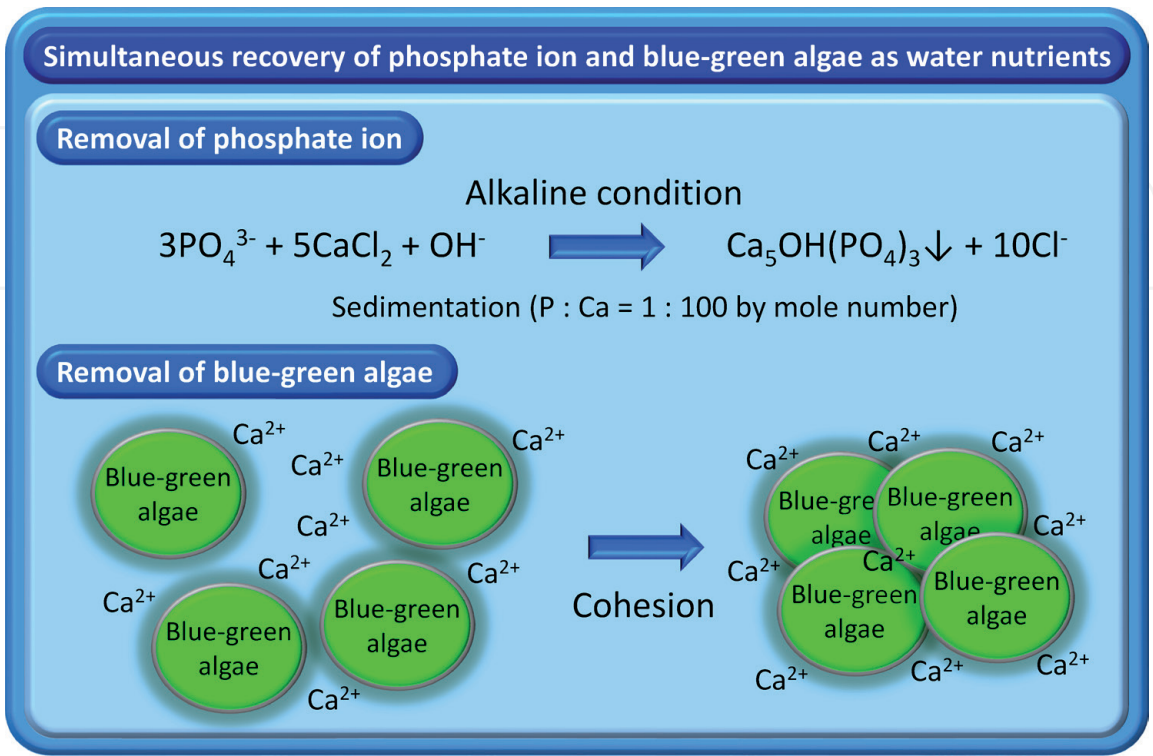 Simultaneous recovery of phosphate ion and blue-green algae as water nutrients
Removal of phosphate ion
Alkaline condition
3PO₄³⁻ + 5CaCl₂ + OH⁻ Ca₅OH(PO₄)₃↓ + 10Cl⁻
Sedimentation (P : Ca = 1 : 100 by mole number)
Removal of blue-green algae
Ca²⁺
Blue-green
algae
Ca²⁺
Blue-green
algae
Ca²⁺
Ca²⁺
Ca²⁺
Ca²⁺
Ca²⁺
Blue-green
algae
Blue-green
algae
Ca²⁺
Cohesion
Ca²⁺
Ca²⁺
Ca²⁺
Blue-gre
algae
Blue-green
algae
Ca²⁺
Ca²⁺
Ca²⁺
Blue-green
algae
Blue-green
algae
Ca²⁺
Ca²⁺
Ca²⁺